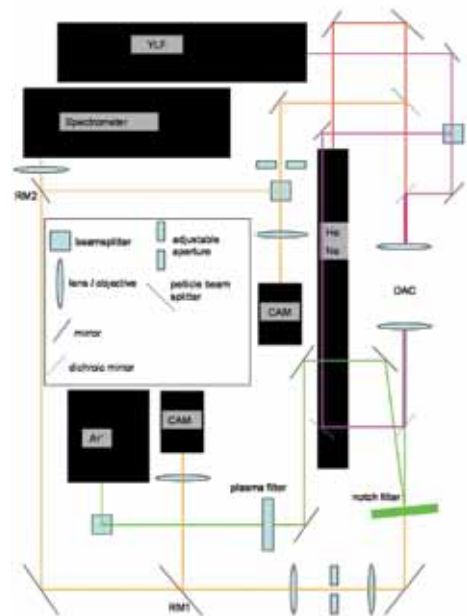 YLF
Spectrometer
RM2
beamsplitter
adjustable
aperture
lens / objective
pellicle beam
splitter
mirror
dichroic mirror
He
Ne
CAM
DAC
Ar+
CAM
plasma filter
notch filter
RM1